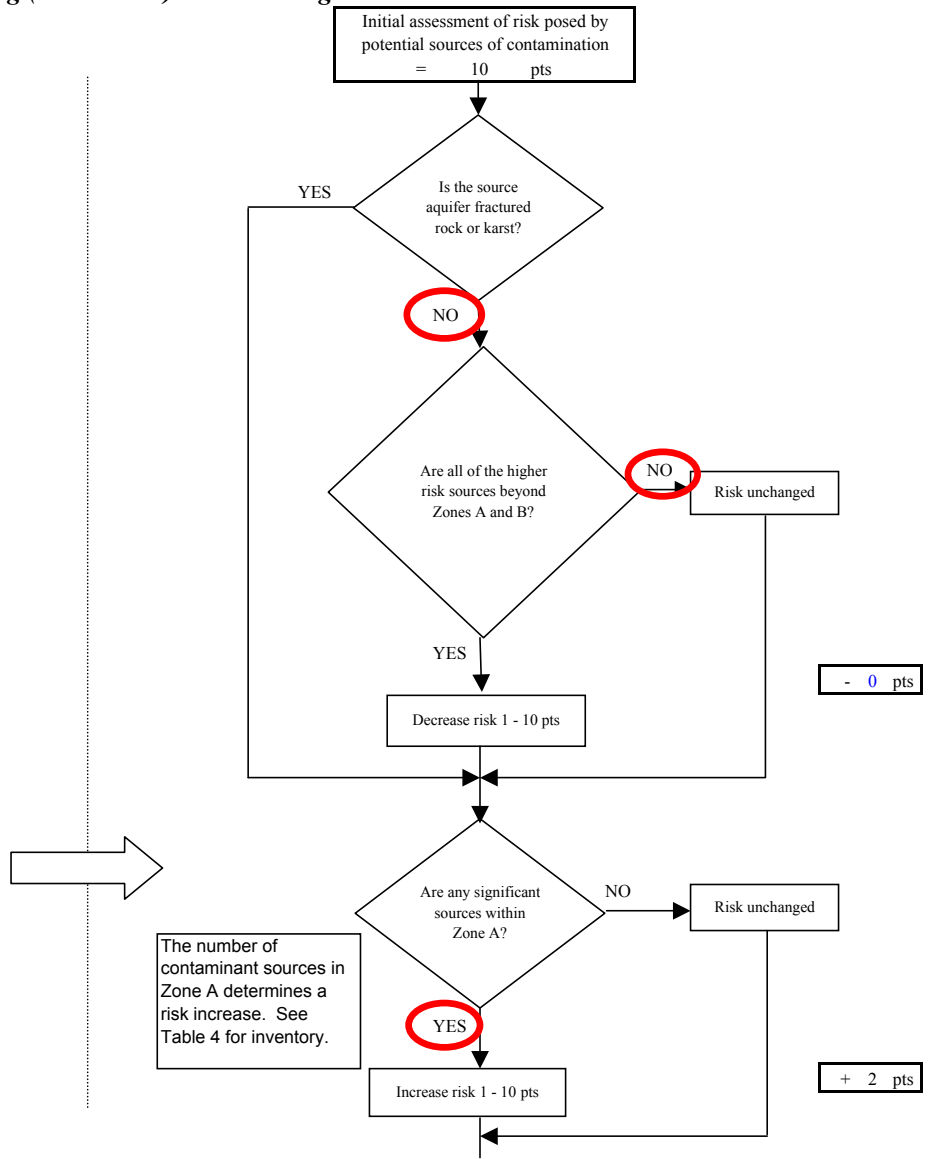 Initial assessment of risk posed by
potential sources of contamination
= 10 pts
YES
Is the source
aquifer fractured
rock or karst?
NO
Are all of the higher
risk sources beyond
Zones A and B?
NO
Risk unchanged
YES
- 0 pts
Decrease risk 1 - 10 pts
Are any significant
sources within
Zone A?
NO
Risk unchanged
The number of
contaminant sources in
Zone A determines a
risk increase. See
Table 4 for inventory.
YES
+ 2 pts
Increase risk 1 - 10 pts